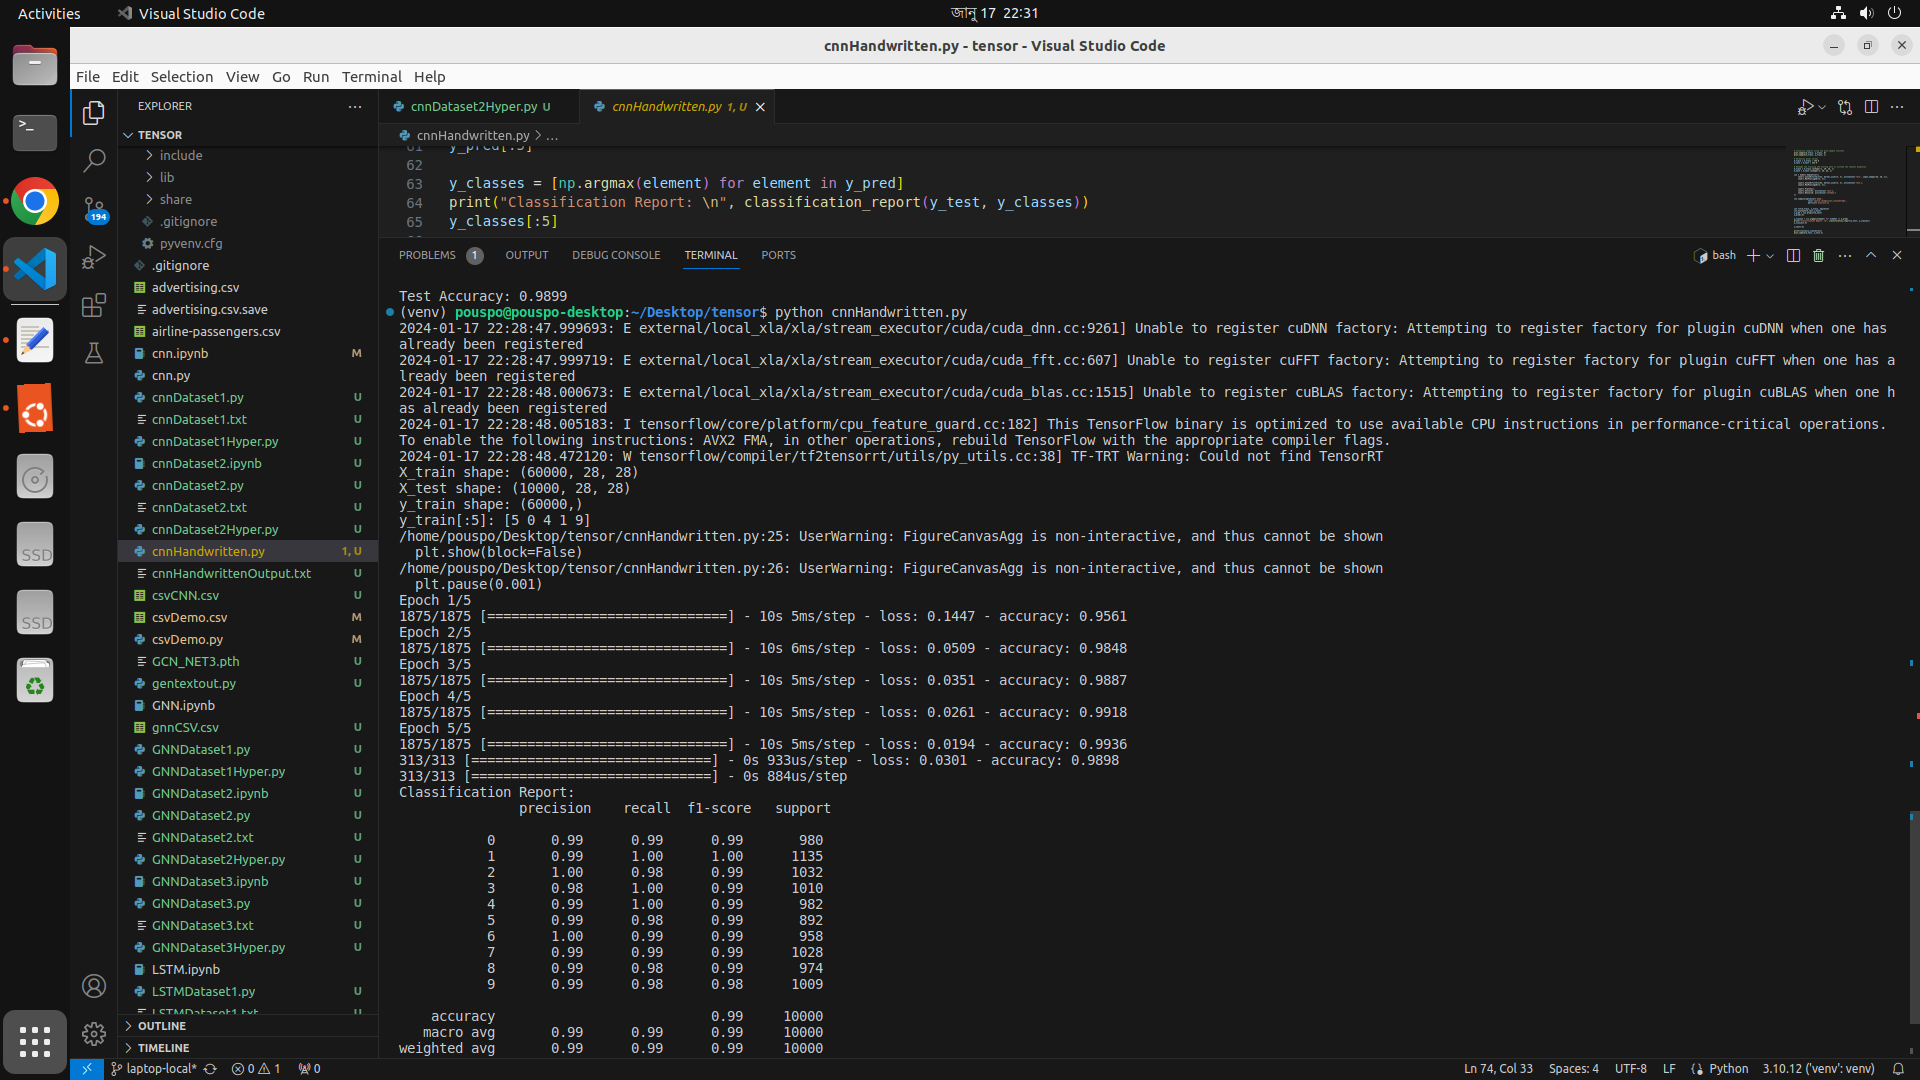 Activities Visual Studio Code জানু 17 22:31
cnnHandwritten.py - tensor - Visual Studio Code
File Edit Selection View Go Run Terminal Help
EXPLORER
TENSOR
include
lib
share
.gitignore
pyvenv.cfg
.gitignore
advertising.csv
advertising.csv.save
airline-passengers.csv
cnn.ipynb M
cnn.py
cnnDataset1.py U
cnnDataset1.txt U
cnnDataset1Hyper.py U
cnnDataset2.ipynb U
cnnDataset2.py U
cnnDataset2.txt U
cnnDataset2Hyper.py U
cnnHandwritten.py 1, U
cnnHandwrittenOutput.txt U
csvCNN.csv U
csvDemo.csv M
csvDemo.py M
GCN_NET3.pth U
gentextout.py U
GNN.ipynb
gnnCSV.csv U
GNNDataset1.py U
GNNDataset1Hyper.py U
GNNDataset2.ipynb U
GNNDataset2.py U
GNNDataset2.txt U
GNNDataset2Hyper.py U
GNNDataset3.ipynb U
GNNDataset3.py U
GNNDataset3.txt U
GNNDataset3Hyper.py U
LSTM.ipynb
LSTMDataset1.py U
LSTMDataset1.txt U
OUTLINE
TIMELINE
194
SSD
SSD
cnnDataset2Hyper.py U cnnHandwritten.py 1, U
cnnHandwritten.py > ...
61 y_pred[:5]
62
63 y_classes = [np.argmax(element) for element in y_pred]
64 print("Classification Report: \n", classification_report(y_test, y_classes))
65 y_classes[:5]
PROBLEMS 1 OUTPUT DEBUG CONSOLE TERMINAL PORTS bash
Test Accuracy: 0.9899
(venv) pouspo@pouspo-desktop:~/Desktop/tensor$ python cnnHandwritten.py
2024-01-17 22:28:47.999693: E external/local_xla/xla/stream_executor/cuda/cuda_dnn.cc:9261] Unable to register cuDNN factory: Attempting to register factory for plugin cuDNN when one has
already been registered
2024-01-17 22:28:47.999719: E external/local_xla/xla/stream_executor/cuda/cuda_fft.cc:607] Unable to register cuFFT factory: Attempting to register factory for plugin cuFFT when one has a
lready been registered
2024-01-17 22:28:48.000673: E external/local_xla/xla/stream_executor/cuda/cuda_blas.cc:1515] Unable to register cuBLAS factory: Attempting to register factory for plugin cuBLAS when one h
as already been registered
2024-01-17 22:28:48.005183: I tensorflow/core/platform/cpu_feature_guard.cc:182] This TensorFlow binary is optimized to use available CPU instructions in performance-critical operations.
To enable the following instructions: AVX2 FMA, in other operations, rebuild TensorFlow with the appropriate compiler flags.
2024-01-17 22:28:48.472120: W tensorflow/compiler/tf2tensorrt/utils/py_utils.cc:38] TF-TRT Warning: Could not find TensorRT
X_train shape: (60000, 28, 28)
X_test shape: (10000, 28, 28)
y_train shape: (60000,)
y_train[:5]: [5 0 4 1 9]
/home/pouspo/Desktop/tensor/cnnHandwritten.py:25: UserWarning: FigureCanvasAgg is non-interactive, and thus cannot be shown
plt.show(block=False)
/home/pouspo/Desktop/tensor/cnnHandwritten.py:26: UserWarning: FigureCanvasAgg is non-interactive, and thus cannot be shown
plt.pause(0.001)
Epoch 1/5
1875/1875 [==============================] - 10s 5ms/step - loss: 0.1447 - accuracy: 0.9561
Epoch 2/5
1875/1875 [==============================] - 10s 6ms/step - loss: 0.0509 - accuracy: 0.9848
Epoch 3/5
1875/1875 [==============================] - 10s 5ms/step - loss: 0.0351 - accuracy: 0.9887
Epoch 4/5
1875/1875 [==============================] - 10s 5ms/step - loss: 0.0261 - accuracy: 0.9918
Epoch 5/5
1875/1875 [==============================] - 10s 5ms/step - loss: 0.0194 - accuracy: 0.9936
313/313 [==============================] - 0s 933us/step - loss: 0.0301 - accuracy: 0.9898
313/313 [==============================] - 0s 884us/step
Classification Report:
precision recall f1-score support
0 0.99 0.99 0.99 980
1 0.99 1.00 1.00 1135
2 1.00 0.98 0.99 1032
3 0.98 1.00 0.99 1010
4 0.99 1.00 0.99 982
5 0.99 0.98 0.99 892
6 1.00 0.99 0.99 958
7 0.99 0.99 0.99 1028
8 0.99 0.98 0.99 974
9 0.99 0.98 0.98 1009
accuracy 0.99 10000
macro avg 0.99 0.99 0.99 10000
weighted avg 0.99 0.99 0.99 10000
laptop-local* 0 1 0 Ln 74, Col 33 Spaces: 4 UTF-8 LF Python 3.10.12 ('venv': venv)